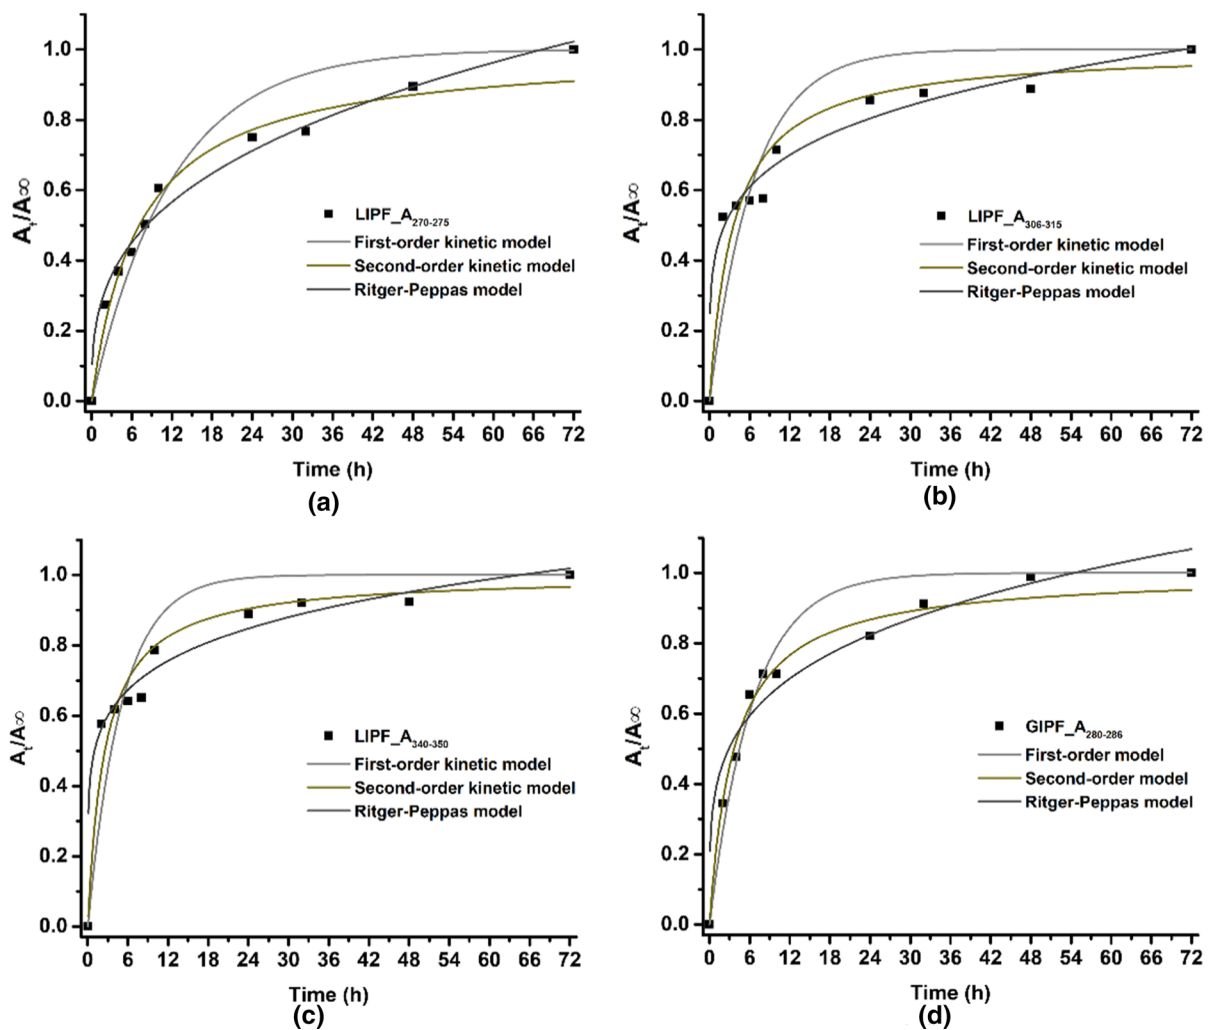 1.0
0.8
0.6
0.4
0.2
0.0
At/A∞
LIPF_A270-275
First-order kinetic model
Second-order kinetic model
Ritger-Peppas model
0 6 12 18 24 30 36 42 48 54 60 66 72
Time (h)
(a)
1.0
0.8
0.6
0.4
0.2
0.0
At/A∞
LIPF_A306-315
First-order kinetic model
Second-order kinetic model
Ritger-Peppas model
0 6 12 18 24 30 36 42 48 54 60 66 72
Time (h)
(b)
1.0
0.8
0.6
0.4
0.2
0.0
At/A∞
LIPF_A340-350
First-order kinetic model
Second-order kinetic model
Ritger-Peppas model
0 6 12 18 24 30 36 42 48 54 60 66 72
Time (h)
(c)
1.0
0.8
0.6
0.4
0.2
0.0
At/A∞
GIPF_A280-286
First-order model
Second-order model
Ritger-Peppas model
0 6 12 18 24 30 36 42 48 54 60 66 72
Time (h)
(d)